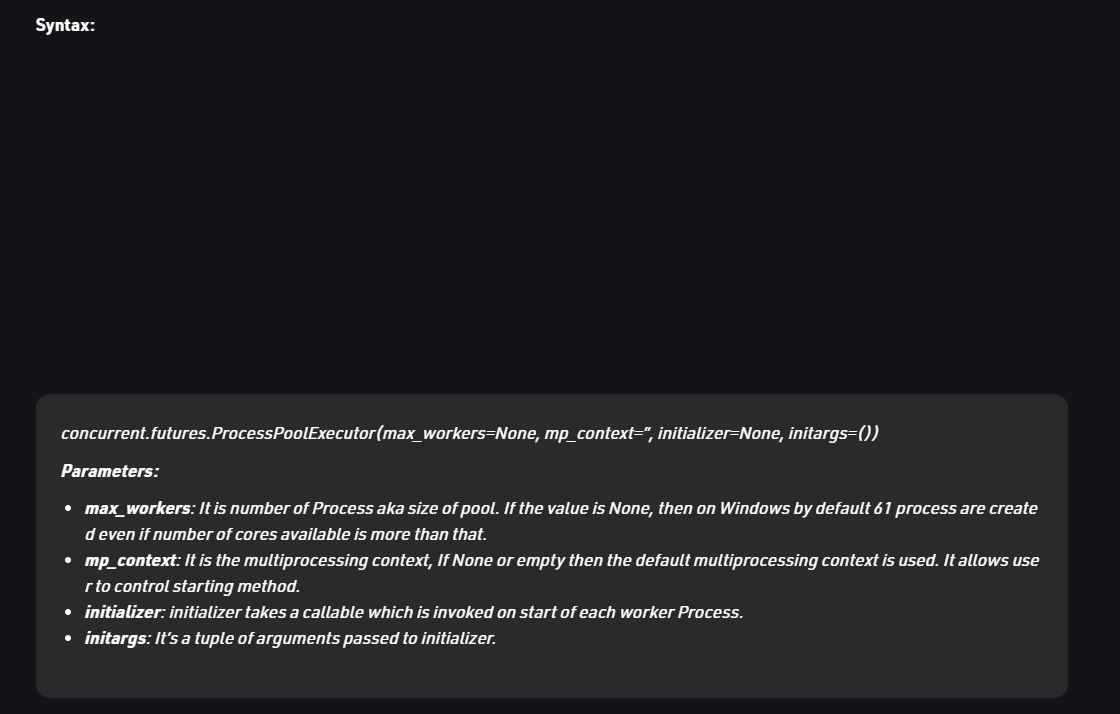 Syntax:
concurrent.futures.ProcessPoolExecutor(max_workers=None, mp_context=”, initializer=None, initargs=())
Parameters:
• max_workers: It is number of Process aka size of pool. If the value is None, then on Windows by default 61 process are create
d even if number of cores available is more than that.
• mp_context: It is the multiprocessing context, If None or empty then the default multiprocessing context is used. It allows use
r to control starting method.
• initializer: initializer takes a callable which is invoked on start of each worker Process.
• initargs: It’s a tuple of arguments passed to initializer.